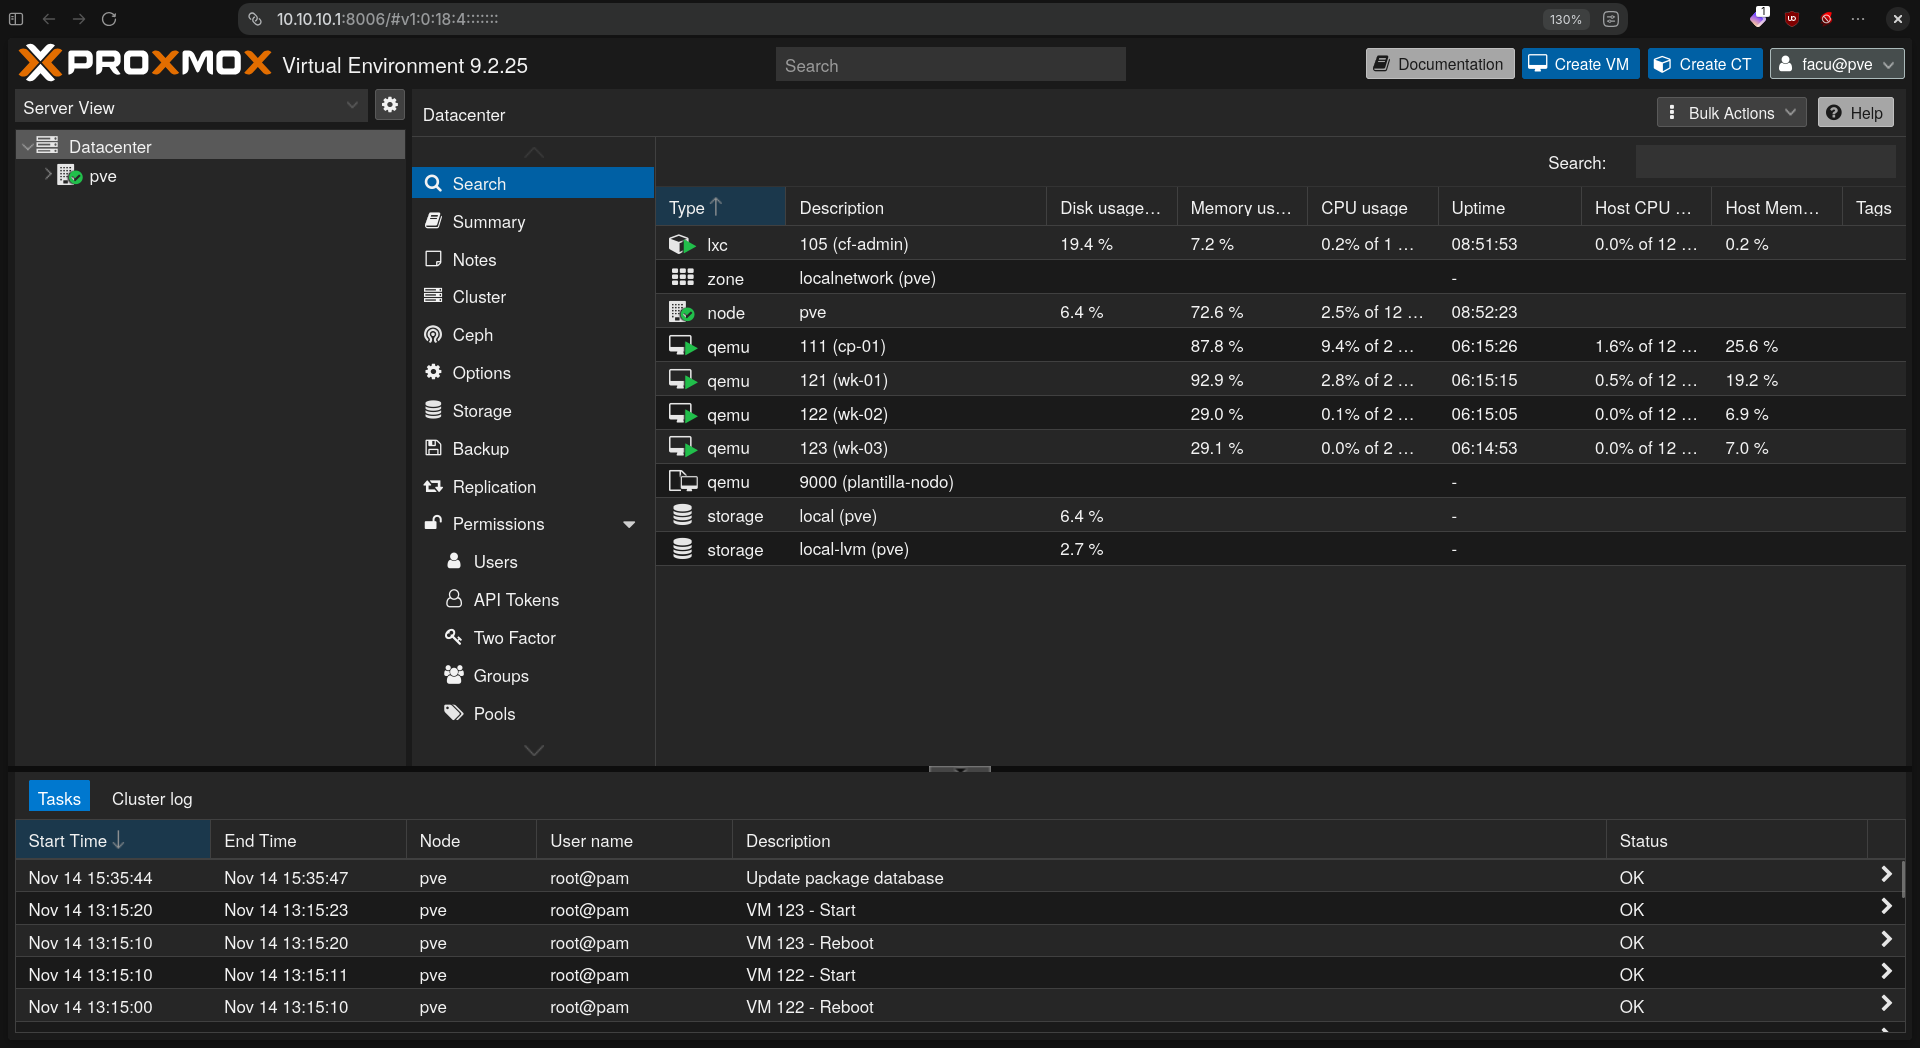 10.10.10.1:8006/#v1:0:18:4:::::::
130%
1
PROXMOX Virtual Environment 9.2.25
Search
Documentation
Create VM
Create CT
facu@pve
Server View
Datacenter
pve
Datacenter
Bulk Actions
Help
Search
Summary
Notes
Cluster
Ceph
Options
Storage
Backup
Replication
Permissions
Users
API Tokens
Two Factor
Groups
Pools
Search:
Type Description Disk usage... Memory us... CPU usage Uptime Host CPU ... Host Mem... Tags
lxc 105 (cf-admin) 19.4 % 7.2 % 0.2% of 1 ... 08:51:53 0.0% of 12 ... 0.2 %
zone localnetwork (pve) -
node pve 6.4 % 72.6 % 2.5% of 12 ... 08:52:23
qemu 111 (cp-01) 87.8 % 9.4% of 2 ... 06:15:26 1.6% of 12 ... 25.6 %
qemu 121 (wk-01) 92.9 % 2.8% of 2 ... 06:15:15 0.5% of 12 ... 19.2 %
qemu 122 (wk-02) 29.0 % 0.1% of 2 ... 06:15:05 0.0% of 12 ... 6.9 %
qemu 123 (wk-03) 29.1 % 0.0% of 2 ... 06:14:53 0.0% of 12 ... 7.0 %
qemu 9000 (plantilla-nodo) -
storage local (pve) 6.4 % -
storage local-lvm (pve) 2.7 % -
Tasks Cluster log
Start Time End Time Node User name Description Status
Nov 14 15:35:44 Nov 14 15:35:47 pve root@pam Update package database OK
Nov 14 13:15:20 Nov 14 13:15:23 pve root@pam VM 123 - Start OK
Nov 14 13:15:10 Nov 14 13:15:20 pve root@pam VM 123 - Reboot OK
Nov 14 13:15:10 Nov 14 13:15:11 pve root@pam VM 122 - Start OK
Nov 14 13:15:00 Nov 14 13:15:10 pve root@pam VM 122 - Reboot OK